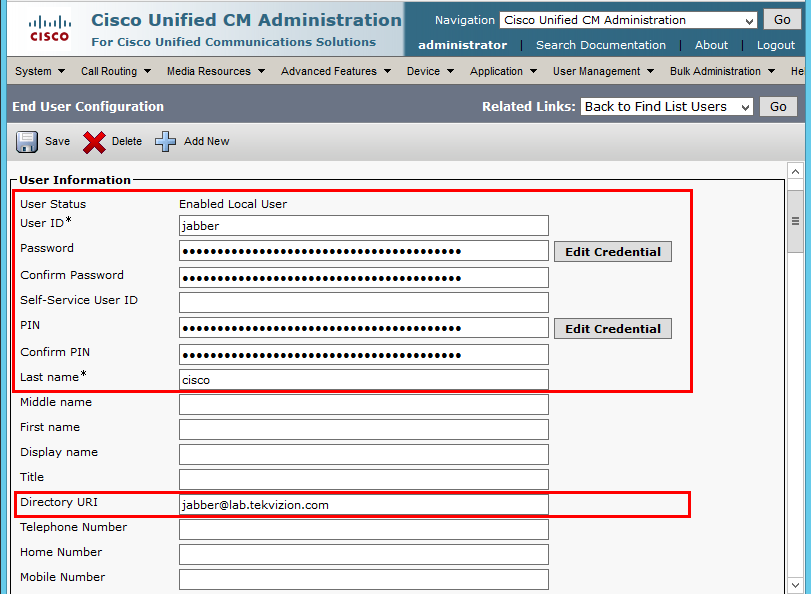 Cisco Unified CM Administration
Navigation Cisco Unified CM Administration Go
CISCO
For Cisco Unified Communications Solutions
administrator | Search Documentation | About | Logout
System Call Routing Media Resources Advanced Features Device Application User Management Bulk Administration He
End User Configuration Related Links: Back to Find List Users Go
Save Delete Add New
User Information
User Status Enabled Local User
User ID* jabber
Password •••••••••••••••••••••••••••••••••••••••• Edit Credential
Confirm Password ••••••••••••••••••••••••••••••••••••••••
Self-Service User ID
PIN •••••••••••••••••••••••••••••••••••••••• Edit Credential
Confirm PIN ••••••••••••••••••••••••••••••••••••••••
Last name* cisco
Middle name
First name
Display name
Title
Directory URI jabber@lab.tekvizion.com
Telephone Number
Home Number
Mobile Number